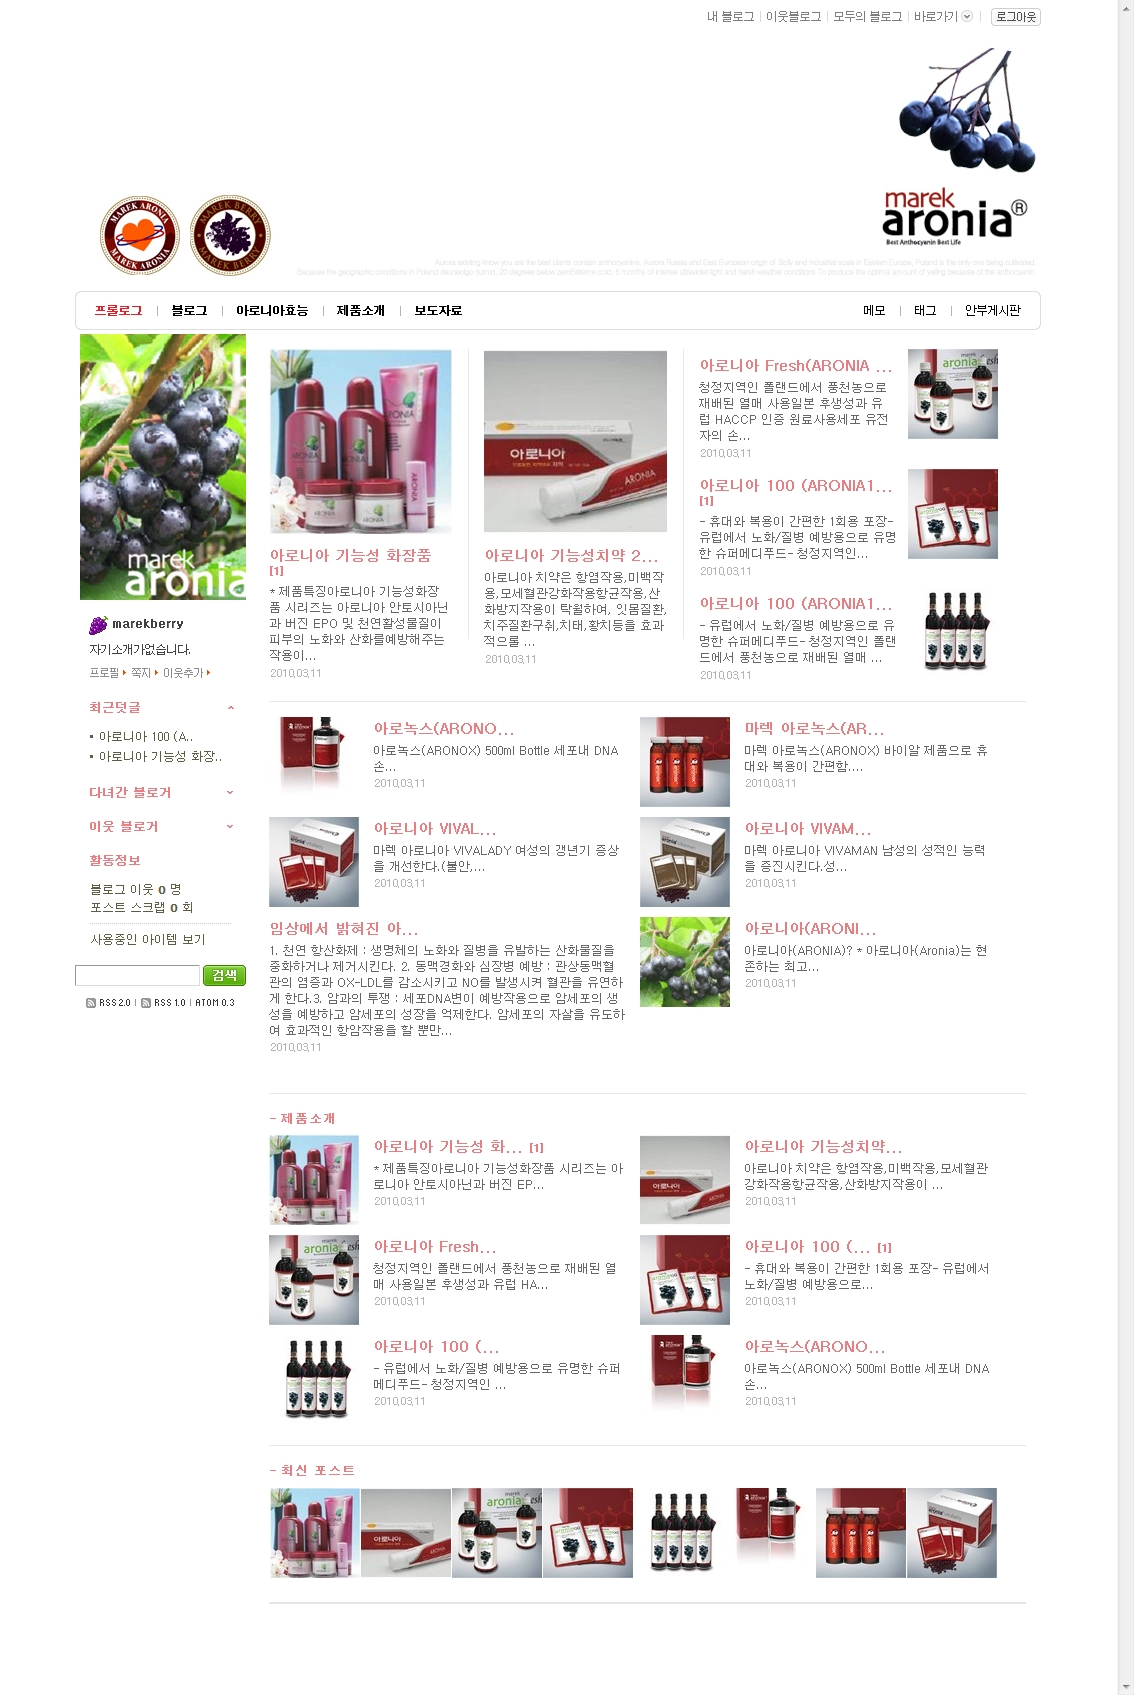 내 블로그 | 이웃블로그 | 모두의 블로그 | 바로가기 | 로그아웃
marek
aronia®
Best Anthocyanin Best Life
MAREK ARONIA MAREK ARONIA
MAREK BERRY MAREK BERRY
프롤로그 | 블로그 | 아로니아효능 | 제품소개 | 보도자료
메모 | 태그 | 안부게시판
marek
aronia
marekberry
자기소개가없습니다.
프로필 쪽지 이웃추가
최근덧글
• 아로니아 100 (A..
• 아로니아 기능성 화장..
다녀간 블로거
이웃 블로거
활동정보
블로그 이웃 0 명
포스트 스크랩 0 회
사용중인 아이템 보기
검색
RSS 2.0 | RSS 1.0 | ATOM 0.3
아로니아 기능성 화장품
[1]
* 제품특징아로니아 기능성화장
품 시리즈는 아로니아 안토시아닌
과 버진 EPO 및 천연활성물질이
피부의 노화와 산화를예방해주는
작용이...
2010.03.11
아로니아 기능성치약 2...
아로니아 치약은 항염작용,미백작
용,모세혈관강화작용항균작용,산
화방지작용이 탁월하여, 잇몸질환,
치주질환구취,치태,황치등을 효과
적으롤 ...
2010.03.11
아로니아 Fresh(ARONIA ...
청정지역인 폴랜드에서 풍천농으로
재배된 열매 사용일본 후생성과 유
럽 HACCP 인증 원료사용세포 유전
자의 손...
2010.03.11
아로니아 100 (ARONIA1...
[1]
- 휴대와 복용이 간편한 1회용 포장-
유럽에서 노화/질병 예방용으로 유명
한 슈퍼메디푸드- 청정지역인...
2010.03.11
아로니아 100 (ARONIA1...
- 유럽에서 노화/질병 예방용으로 유
명한 슈퍼메디푸드- 청정지역인 폴랜
드에서 풍천농으로 재배된 열매 ...
2010.03.11
아로녹스(ARONO...
아로녹스(ARONOX) 500ml Bottle 세포내 DNA
손...
2010.03.11
마렉 아로녹스(AR...
마렉 아로녹스(ARONOX) 바이알 제품으로 휴
대와 복용이 간편함....
2010.03.11
아로니아 VIVAL...
마렉 아로니아 VIVALADY 여성의 갱년기 증상
을 개선한다.(불안,...
2010.03.11
아로니아 VIVAM...
마렉 아로니아 VIVAMAN 남성의 성적인 능력
을 증진시킨다.성...
2010.03.11
임상에서 밝혀진 아...
1. 천연 항산화제 : 생명체의 노화와 질병을 유발하는 산화물질을
중화하거나 제거시킨다. 2. 동맥경화와 심장병 예방 : 관상동맥혈
관의 염증과 OX-LDL를 감소시키고 NO를 발생시켜 혈관을 유연하
게 한다.3. 암과의 투쟁 : 세포DNA변이 예방작용으로 암세포의 생
성을 예방하고 암세포의 성장을 억제한다. 암세포의 자살을 유도하
여 효과적인 항암작용을 할 뿐만...
2010.03.11
아로니아(ARONI...
아로니아(ARONIA)? * 아로니아(Aronia)는 현
존하는 최고...
2010.03.11
- 제품소개
아로니아 기능성 화... [1]
* 제품특징아로니아 기능성화장품 시리즈는 아
로니아 안토시아닌과 버진 EP...
2010.03.11
아로니아 기능성치약...
아로니아 치약은 항염작용,미백작용,모세혈관
강화작용항균작용,산화방지작용이 ...
2010.03.11
아로니아 Fresh...
청정지역인 폴랜드에서 풍천농으로 재배된 열
매 사용일본 후생성과 유럽 HA...
2010.03.11
아로니아 100 (... [1]
- 휴대와 복용이 간편한 1회용 포장- 유럽에서
노화/질병 예방용으로...
2010.03.11
아로니아 100 (...
- 유럽에서 노화/질병 예방용으로 유명한 슈퍼
메디푸드- 청정지역인 ...
2010.03.11
아로녹스(ARONO...
아로녹스(ARONOX) 500ml Bottle 세포내 DNA
손...
2010.03.11
- 최신 포스트